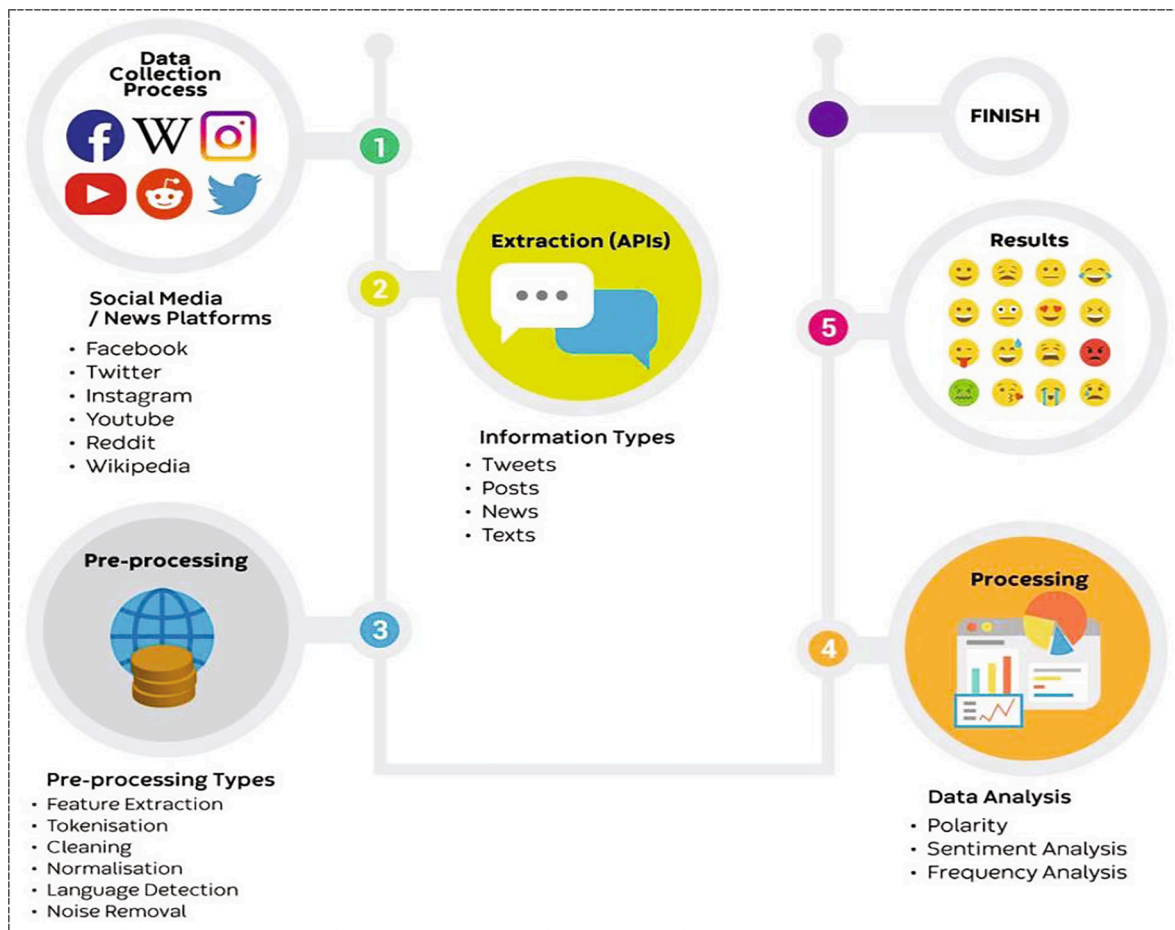 Data
Collection
Process
W
1
Social Media
/ News Platforms
• Facebook
• Twitter
• Instagram
• Youtube
• Reddit
• Wikipedia
2
Extraction (APIs)
Information Types
• Tweets
• Posts
• News
• Texts
Pre-processing
3
Pre-processing Types
• Feature Extraction
• Tokenisation
• Cleaning
• Normalisation
• Language Detection
• Noise Removal
4
Processing
Data Analysis
• Polarity
• Sentiment Analysis
• Frequency Analysis
5
Results
FINISH